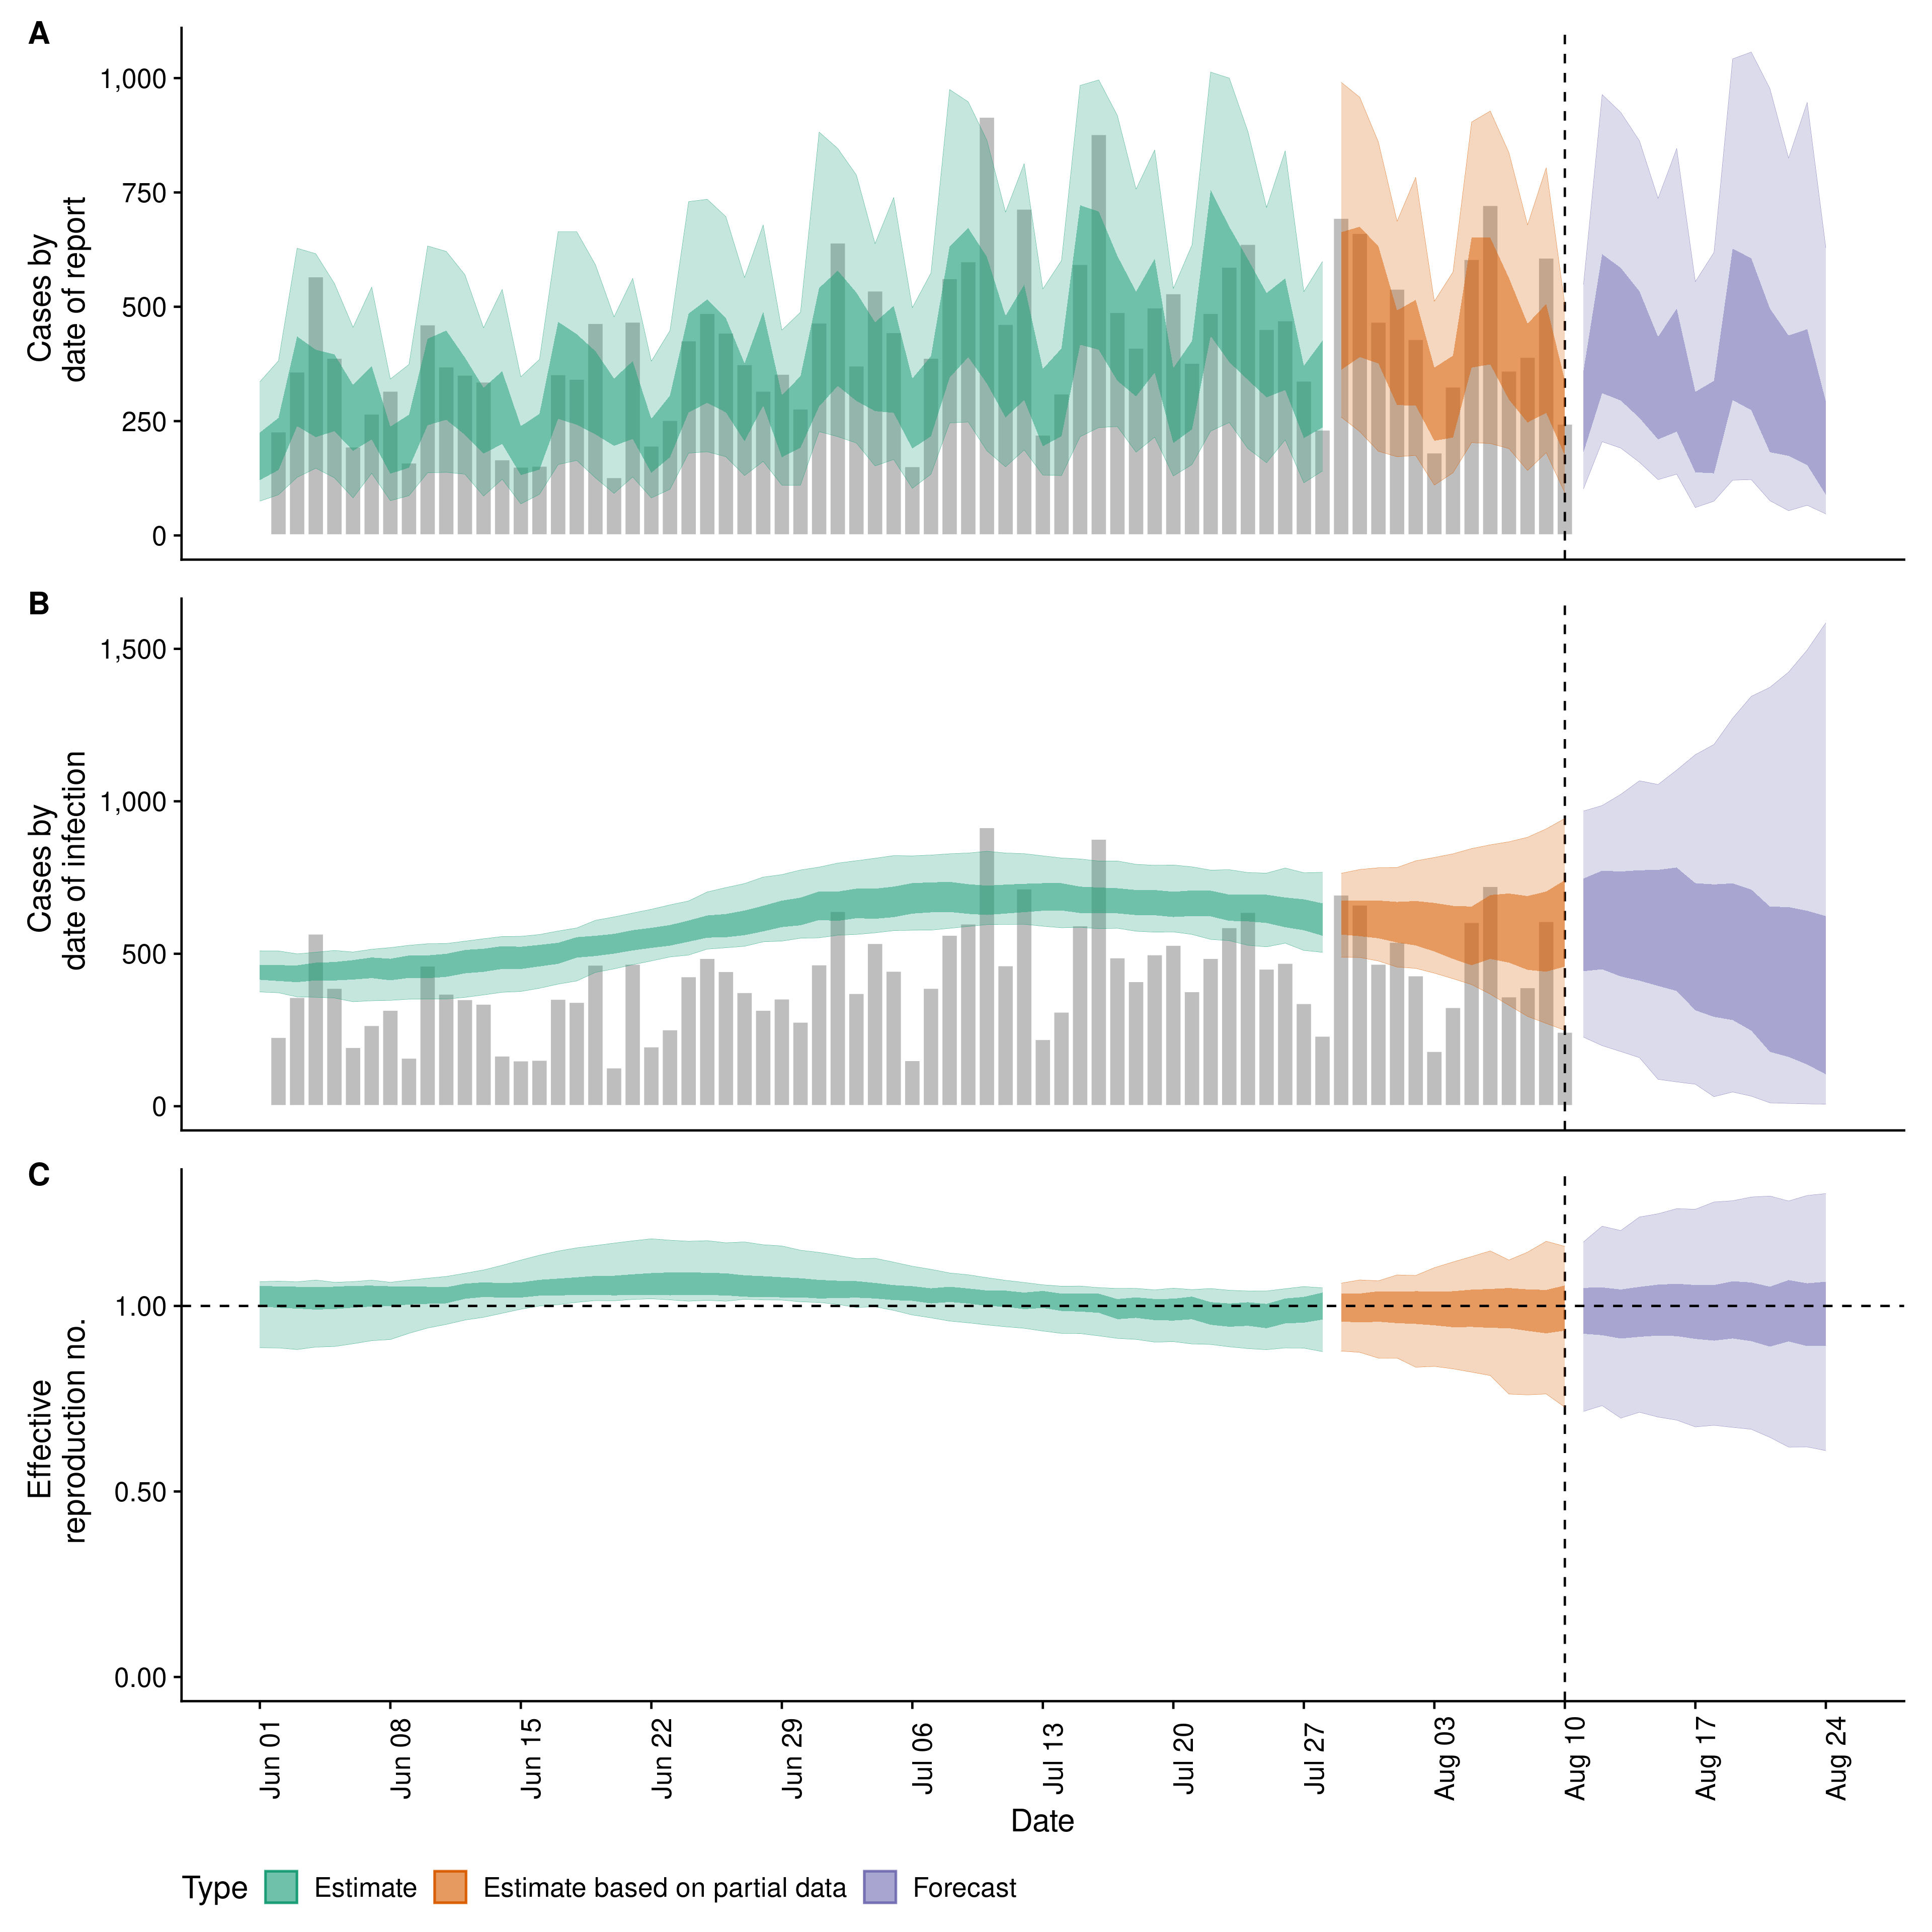 A
Cases by
date of report
1,000
750
500
250
0
B
Cases by
date of infection
1,500
1,000
500
0
C
Effective
reproduction no.
1.00
0.50
0.00
Jun 01
Jun 08
Jun 15
Jun 22
Jun 29
Jul 06
Jul 13
Jul 20
Jul 27
Aug 03
Aug 10
Aug 17
Aug 24
Date
Type Estimate Estimate based on partial data Forecast